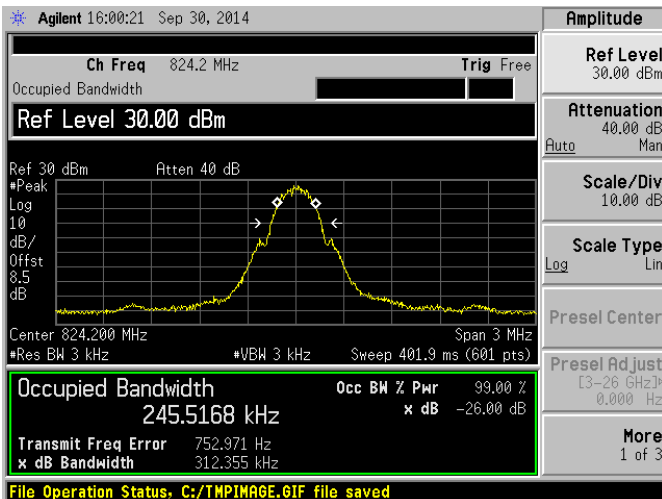 Agilent 16:00:21 Sep 30, 2014
Amplitude
Ch Freq 824.2 MHz Trig Free
Occupied Bandwidth
Ref Level 30.00 dBm
Ref 30 dBm Atten 40 dB
#Peak
Log
10
dB/
Offst
8.5
dB
Center 824.200 MHz Span 3 MHz
#Res BW 3 kHz #VBW 3 kHz Sweep 401.9 ms (601 pts)
Occupied Bandwidth Occ BW % Pwr 99.00 %
245.5168 kHz x dB -26.00 dB
Transmit Freq Error 752.971 Hz
x dB Bandwidth 312.355 kHz
File Operation Status, C:/TMPIMAGE.GIF file saved
Ref Level
30.00 dBm
Attenuation
40.00 dB
Auto Man
Scale/Div
10.00 dB
Scale Type
Log Lin
Presel Center
Presel Adjust
[3-26 GHz]
0.000 Hz
More
1 of 3